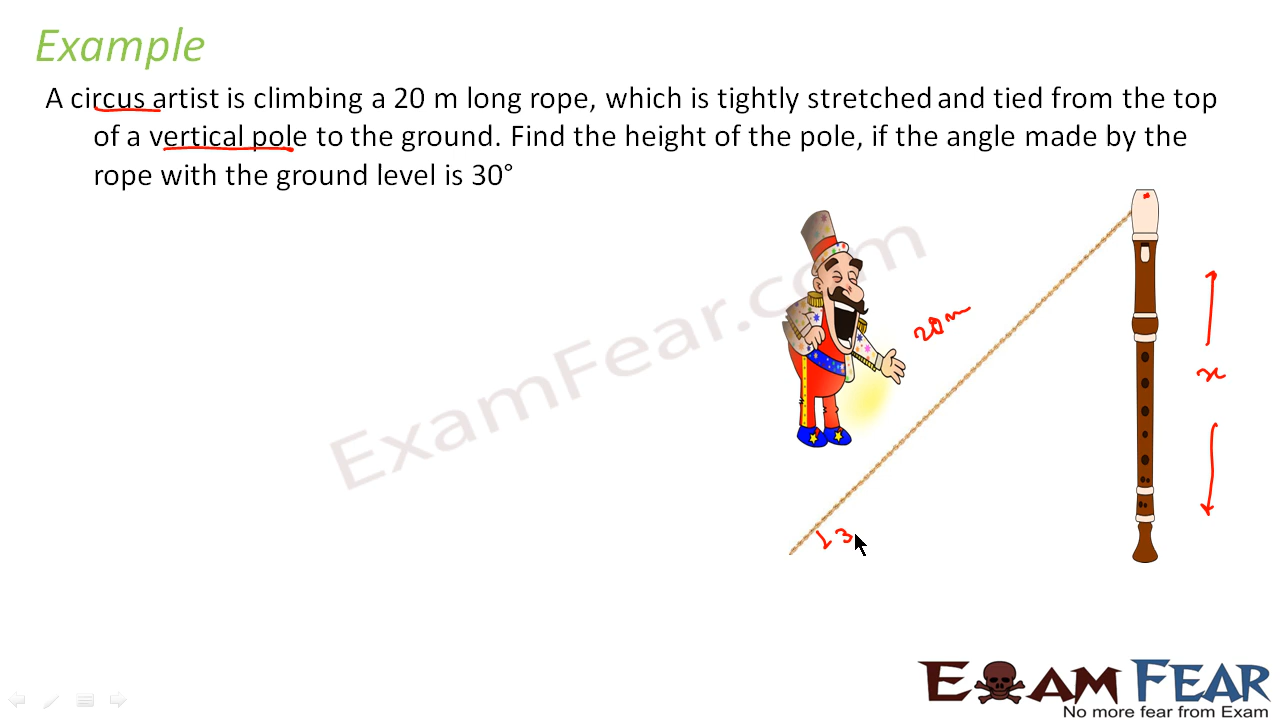 Example
A circus artist is climbing a 20 m long rope, which is tightly stretched and tied from the top
of a vertical pole to the ground. Find the height of the pole, if the angle made by the
rope with the ground level is 30°
ExamFear.com
20m
x
3
EXAM FEAR
No more fear from Exam